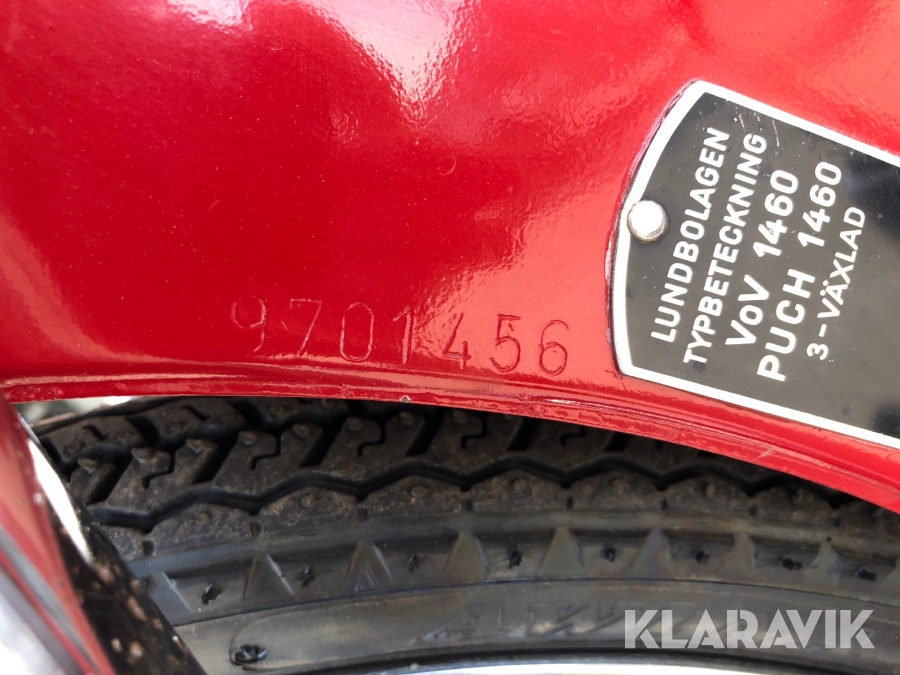 9701456
LUNDBOLAGEN
TYPBETECKNING
VoV 1460
PUCH 1460
3-VÄXLAD
KLARAVIK